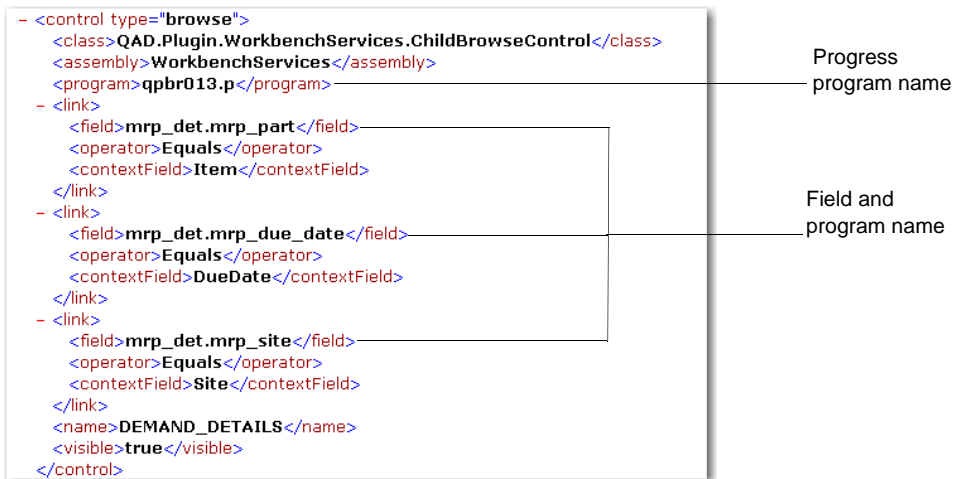 - <control type="browse">
<class>QAD.Plugin.WorkbenchServices.ChildBrowseControl</class>
<assembly>WorkbenchServices</assembly>
<program>qpbr013.p</program>
- <link>
<field>mrp_det.mrp_part</field>
<operator>Equals</operator>
<contextField>Item</contextField>
</link>
- <link>
<field>mrp_det.mrp_due_date</field>
<operator>Equals</operator>
<contextField>DueDate</contextField>
</link>
- <link>
<field>mrp_det.mrp_site</field>
<operator>Equals</operator>
<contextField>Site</contextField>
</link>
<name>DEMAND_DETAILS</name>
<visible>true</visible>
</control>
Progress
program name
Field and
program name